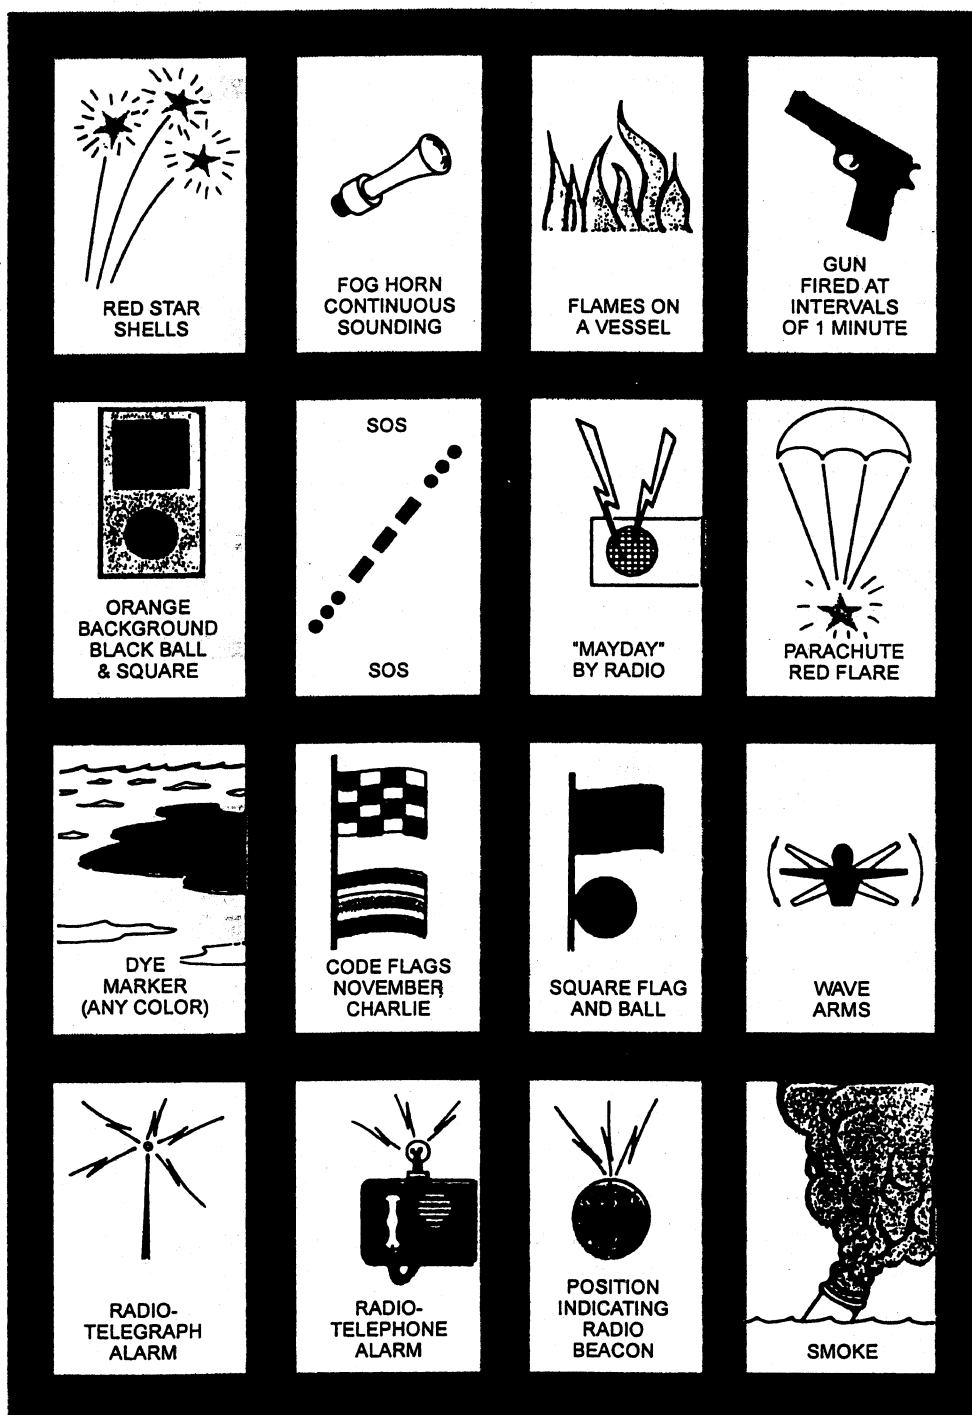 RED STAR
SHELLS
FOG HORN
CONTINUOUS
SOUNDING
FLAMES ON
A VESSEL
GUN
FIRED AT
INTERVALS
OF 1 MINUTE
ORANGE
BACKGROUND
BLACK BALL
& SQUARE
SOS
SOS
"MAYDAY"
BY RADIO
PARACHUTE
RED FLARE
DYE
MARKER
(ANY COLOR)
CODE FLAGS
NOVEMBER
CHARLIE
SQUARE FLAG
AND BALL
WAVE
ARMS
RADIO-
TELEGRAPH
ALARM
RADIO-
TELEPHONE
ALARM
POSITION
INDICATING
RADIO
BEACON
SMOKE